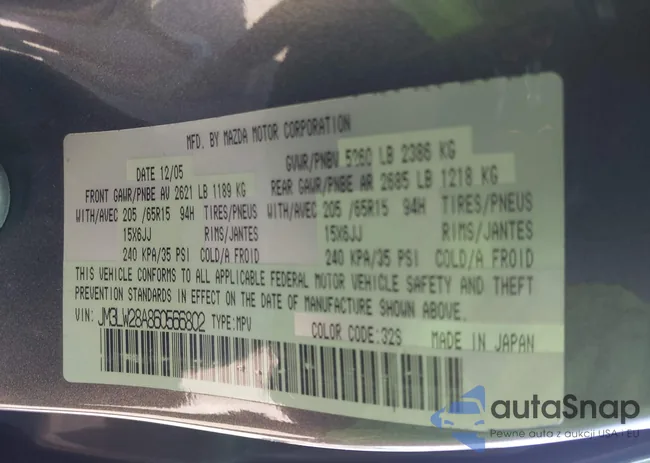 MFD. BY MAZDA MOTOR CORPORATION
DATE 12/05 GVWR/PNBV 5260 LB 2386 KG
FRONT GAWR/PNBE AV 2621 LB 1189 KG REAR GAWR/PNBE AR 2685 LB 1218 KG
WITH/AVEC 205 /65R15 94H TIRES/PNEUS WITH/AVEC 205 /65R15 94H TIRES/PNEUS
15X6JJ RIMS/JANTES 15X6JJ RIMS/JANTES
240 KPA/35 PSI COLD/A FROID 240 KPA/35 PSI COLD/A FROID
THIS VEHICLE CONFORMS TO ALL APPLICABLE FEDERAL MOTOR VEHICLE SAFETY AND THEFT
PREVENTION STANDARDS IN EFFECT ON THE DATE OF MANUFACTURE SHOWN ABOVE.
VIN: JM3LW28A860566802 TYPE:MPV COLOR CODE:32S MADE IN JAPAN
autaSnap
Pewne auta z aukcji USA i EU